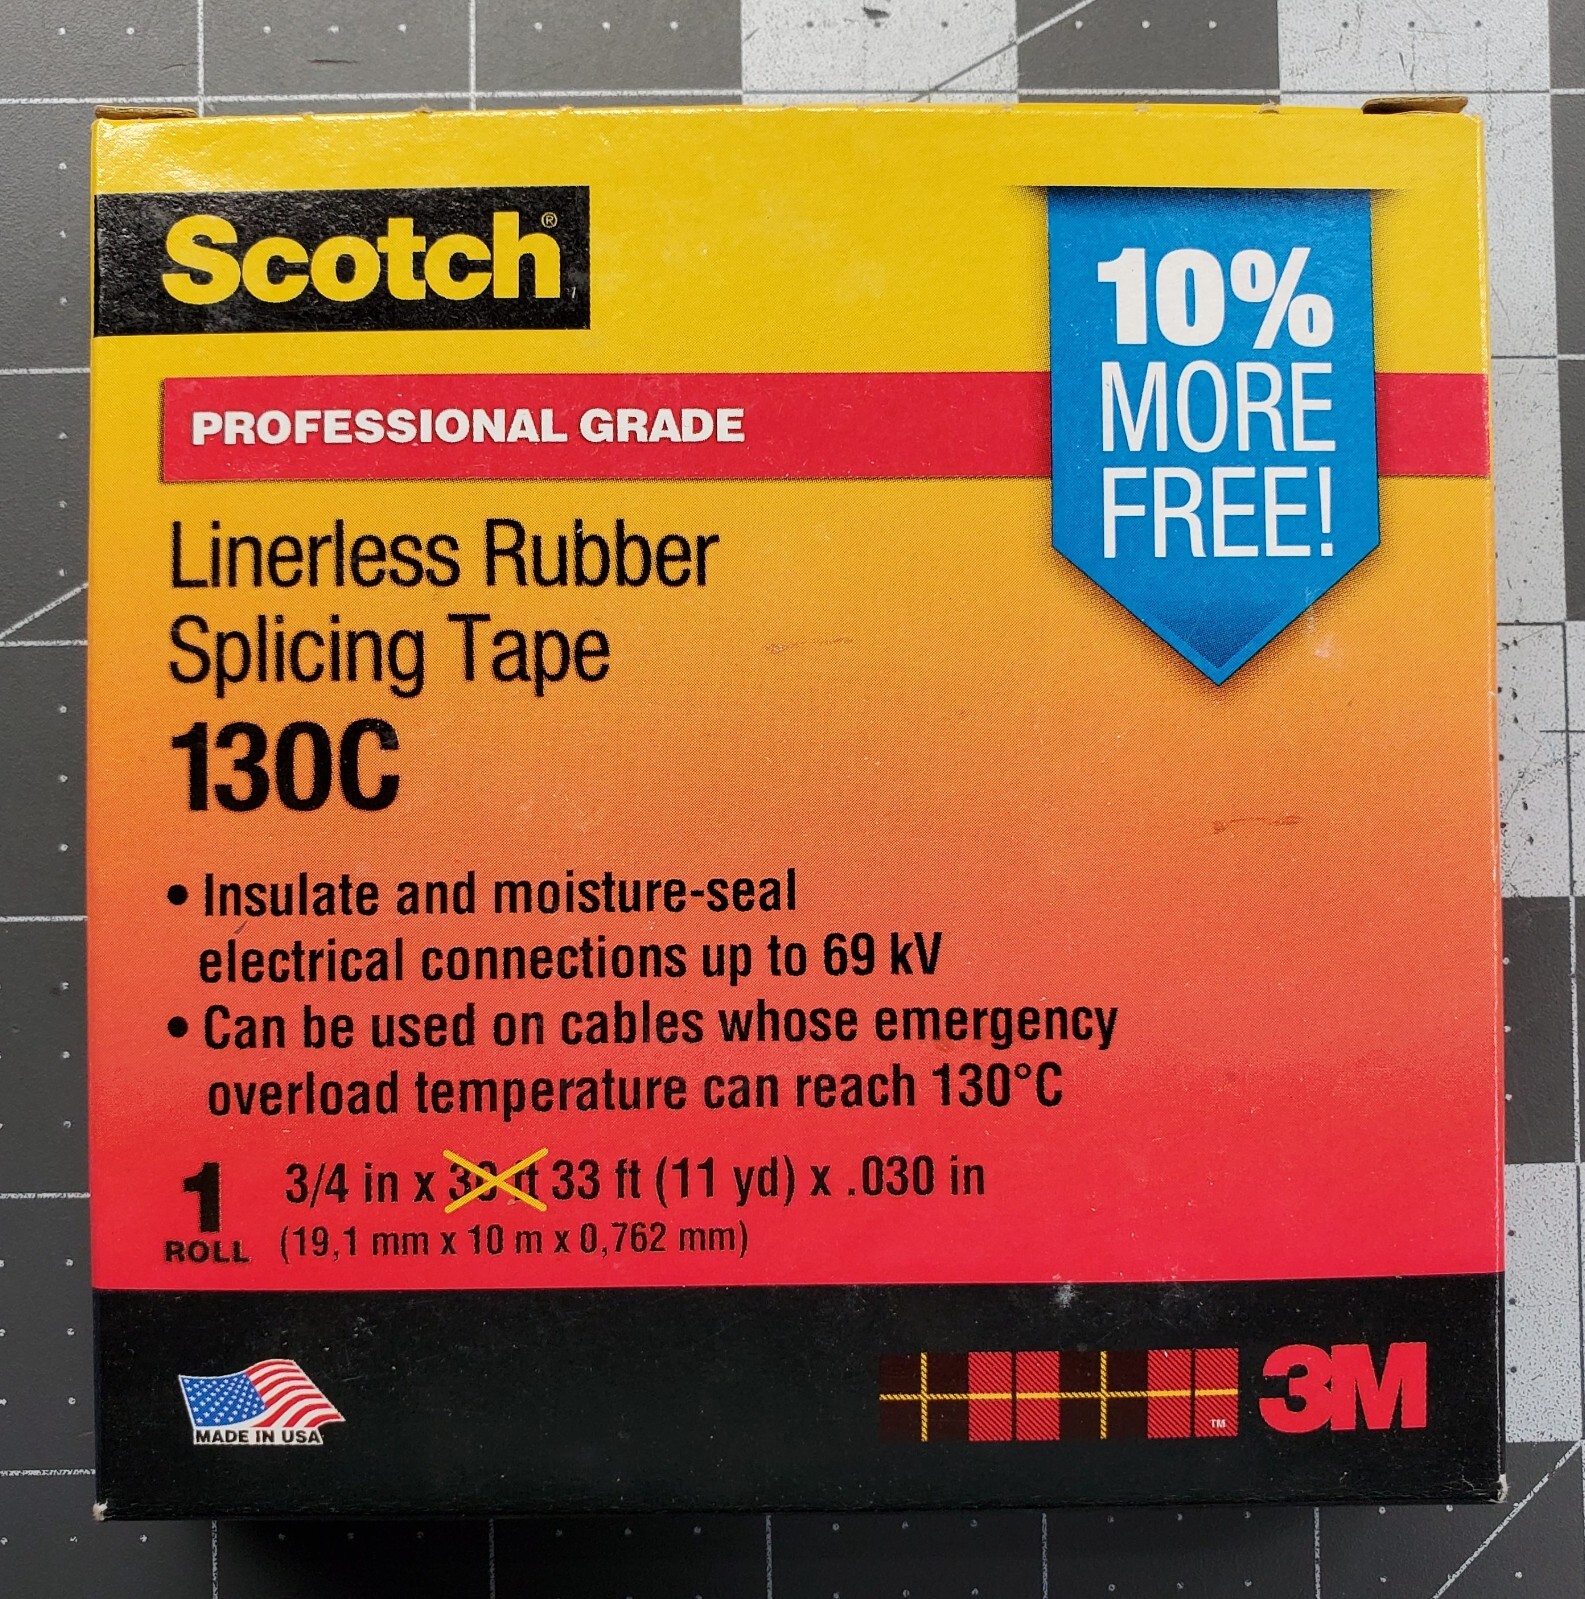 Scotch®
10%
MORE
FREE!
PROFESSIONAL GRADE
Linerless Rubber
Splicing Tape
130C
• Insulate and moisture-seal
electrical connections up to 69 kV
• Can be used on cables whose emergency
overload temperature can reach 130°C
1
ROLL
3/4 in x 30 ft 33 ft (11 yd) x .030 in
(19,1 mm x 10 m x 0,762 mm)
MADE IN USA
TM
3M